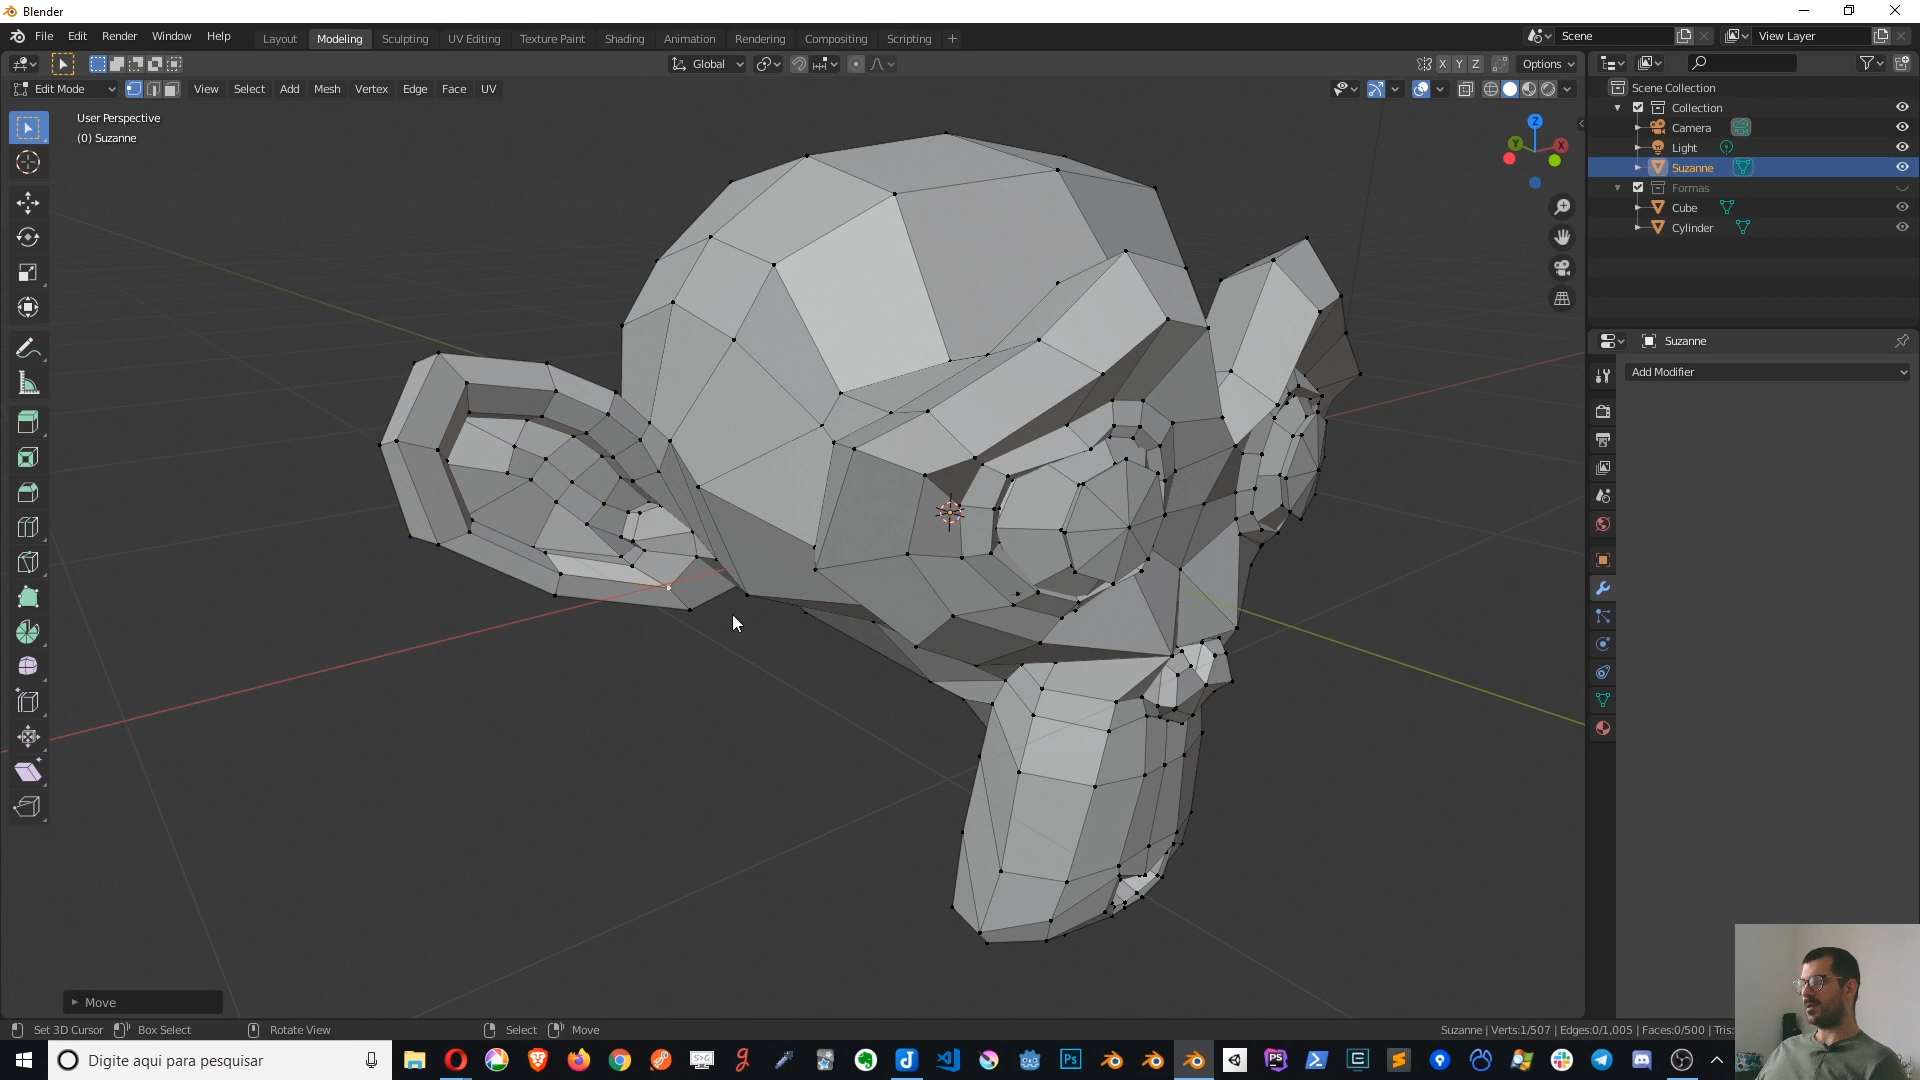 Blender
File Edit Render Window Help
Layout Modeling Sculpting UV Editing Texture Paint Shading Animation Rendering Compositing Scripting +
Scene
View Layer
Global
X Y Z
Options
Edit Mode
View Select Add Mesh Vertex Edge Face UV
User Perspective
(0) Suzanne
Z
Y
X
Scene Collection
Collection
Camera
Light
Suzanne
Formas
Cube
Cylinder
Suzanne
Add Modifier
Move
Set 3D Cursor
Box Select
Rotate View
Select
Move
Suzanne | Verts:1/507 | Edges:0/1,005 | Faces:0/500 | Tris:
Digite aqui para pesquisar
Ps
PS